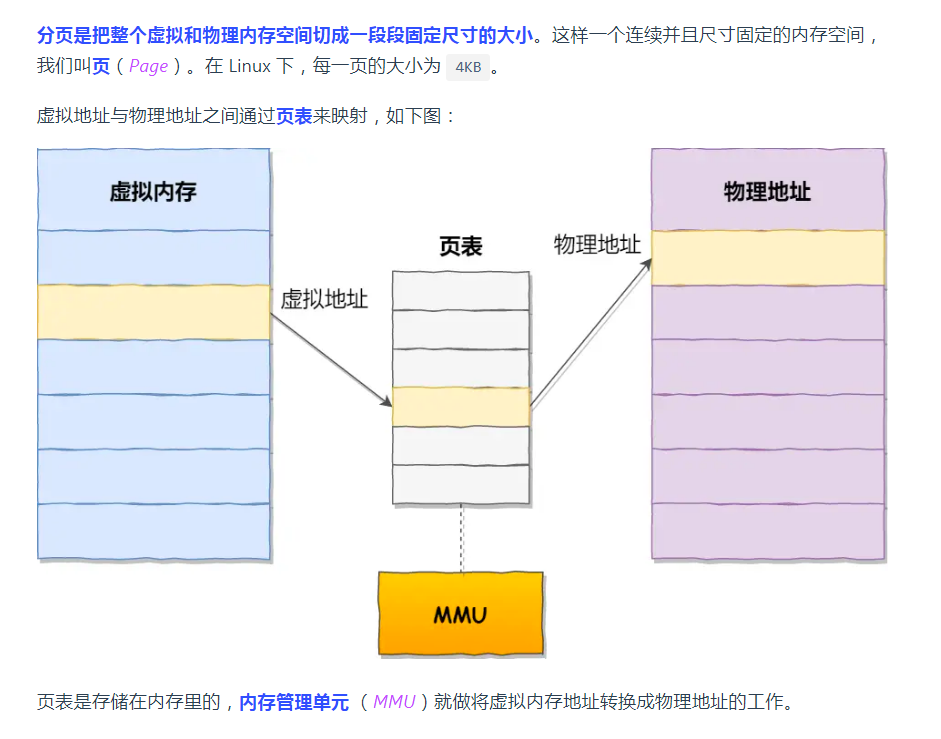 分页是把整个虚拟和物理内存空间切成一段段固定尺寸的大小。这样一个连续并且尺寸固定的内存空间，
我们叫页（Page）。在 Linux 下，每一页的大小为 4KB 。
虚拟地址与物理地址之间通过页表来映射，如下图：
虚拟内存
物理地址
页表
物理地址
虚拟地址
MMU
页表是存储在内存里的，内存管理单元 （MMU）就做将虚拟内存地址转换成物理地址的工作。